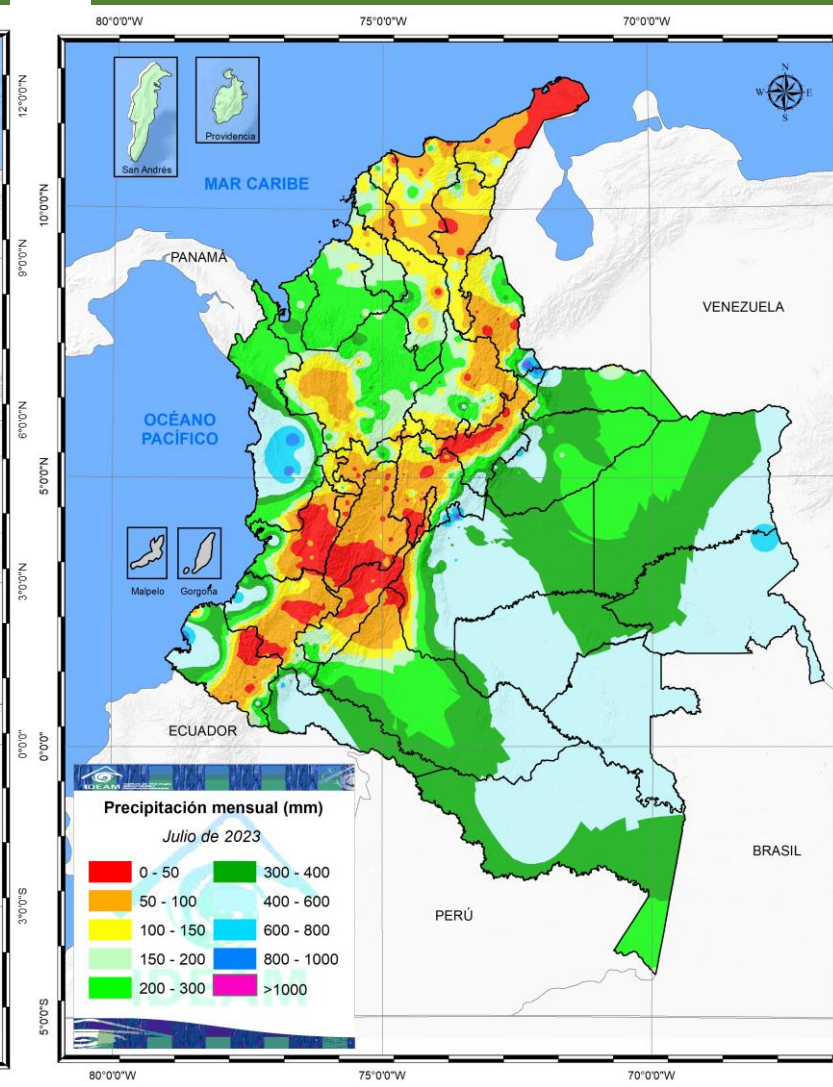 80°0'0"W 75°0'0"W 70°0'0"W
12°0'0"N
10°0'0"N
9°0'0"N
6°0'0"N
5°0'0"N
3°0'0"N
0°0'0"
0°0'0"
3°0'0"S
5°0'0"S
N
W E
S
San Andrés
Providencia
MAR CARIBE
PANAMÁ
VENEZUELA
OCÉANO
PACÍFICO
Malpelo Gorgona
ECUADOR
BRASIL
PERÚ
IDEAM
Precipitación mensual (mm)
Julio de 2023
0 - 50 300 - 400
50 - 100 400 - 600
100 - 150 600 - 800
150 - 200 800 - 1000
200 - 300 >1000
IDEAM
80°0'0"W 75°0'0"W 70°0'0"W